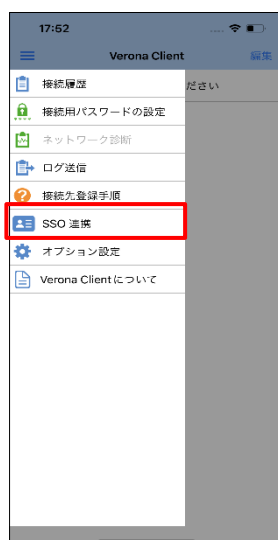 17:52
Verona Client
編集
接続履歴
ださい
接続用パスワードの設定
ネットワーク診断
ログ送信
接続先登録手順
SSO 連携
オプション設定
Verona Clientについて